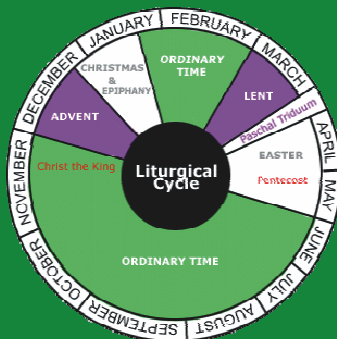 JANUARY
FEBRUARY
MARCH
APRIL
MAY
JUNE
JULY
AUGUST
SEPTEMBER
OCTOBER
NOVEMBER
DECEMBER
CHRISTMAS
&
EPIPHANY
ORDINARY
TIME
LENT
Paschal Triduum
EASTER
Pentecost
ORDINARY TIME
Christ the King
ADVENT
Liturgical
Cycle